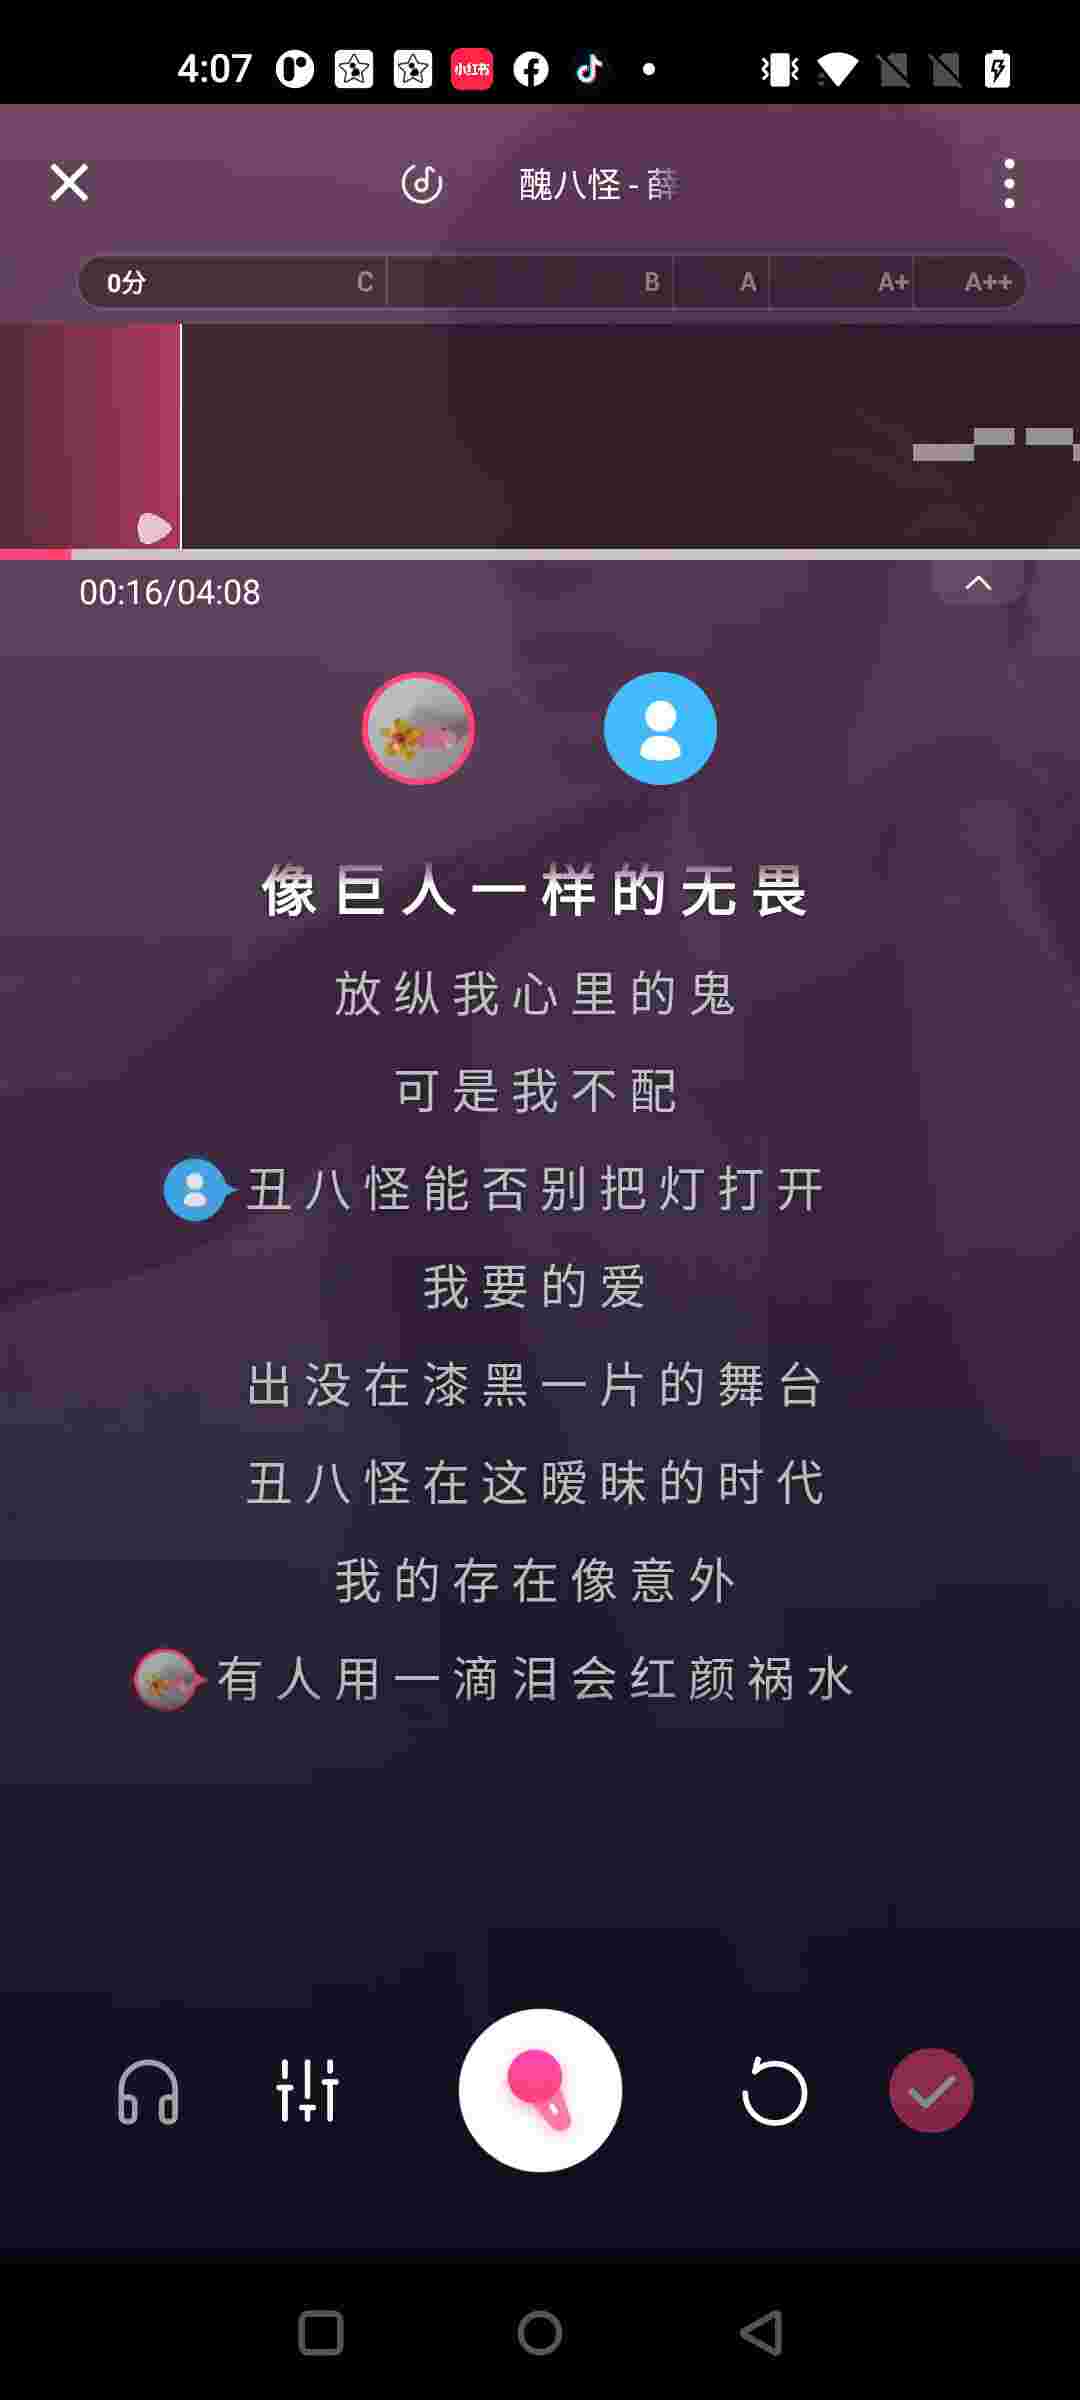 4:07
小红书
醜八怪 - 薛
0分 C B A A+ A++
00:16/04:08
像巨人一样的无畏
放纵我心里的鬼
可是我不配
丑八怪能否别把灯打开
我要的爱
出没在漆黑一片的舞台
丑八怪在这暧昧的时代
我的存在像意外
有人用一滴泪会红颜祸水